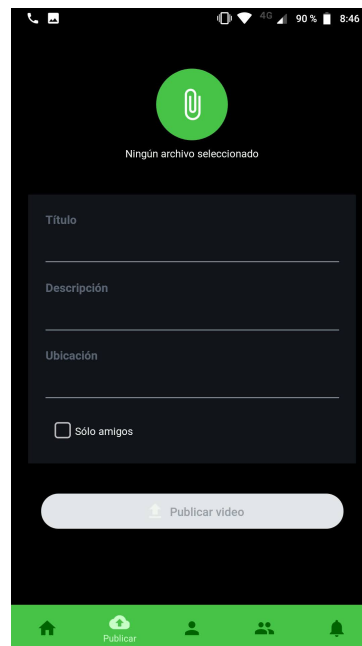 4G 90 % 8:46
Ningún archivo seleccionado
Título
Descripción
Ubicación
Sólo amigos
Publicar video
Publicar